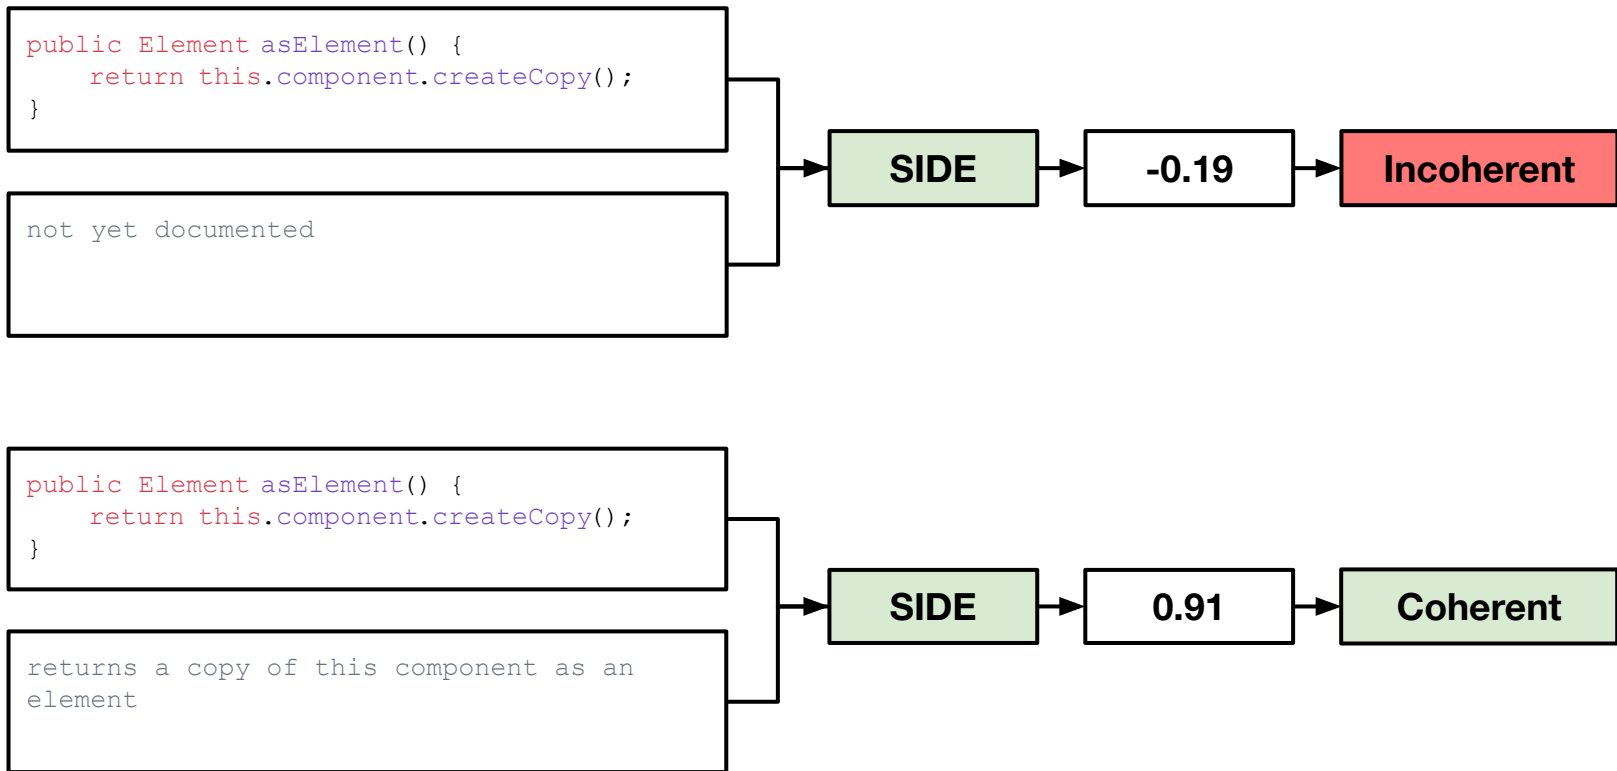 public Element asElement() {
    return this.component.createCopy();
}
not yet documented
SIDE
-0.19
Incoherent
public Element asElement() {
    return this.component.createCopy();
}
returns a copy of this component as an
element
SIDE
0.91
Coherent